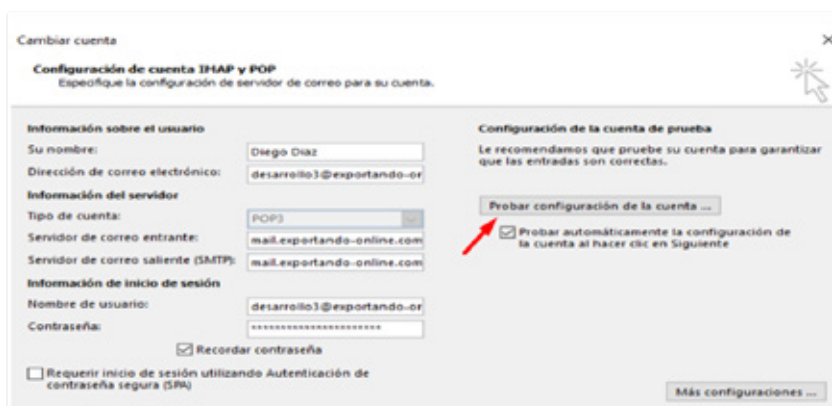 Cambiar cuenta
Configuración de cuenta IMAP y POP
Especifique la configuración de servidor de correo para su cuenta.
Información sobre el usuario
Su nombre: Diego Diaz
Dirección de correo electrónico: desarrollo3@exportando-or
Información del servidor
Tipo de cuenta: POP3
Servidor de correo entrante: mail.exportando-online.com
Servidor de correo saliente (SMTP): mail.exportando-online.com
Información de inicio de sesión
Nombre de usuario: desarrollo3@exportando-or
Contraseña: **********************
Recordar contraseña
Requerir inicio de sesión utilizando Autenticación de
contraseña segura (SPA)
Configuración de la cuenta de prueba
Le recomendamos que pruebe su cuenta para garantizar
que las entradas son correctas.
Probar configuración de la cuenta ...
Probar automáticamente la configuración de
la cuenta al hacer clic en Siguiente
Más configuraciones ...